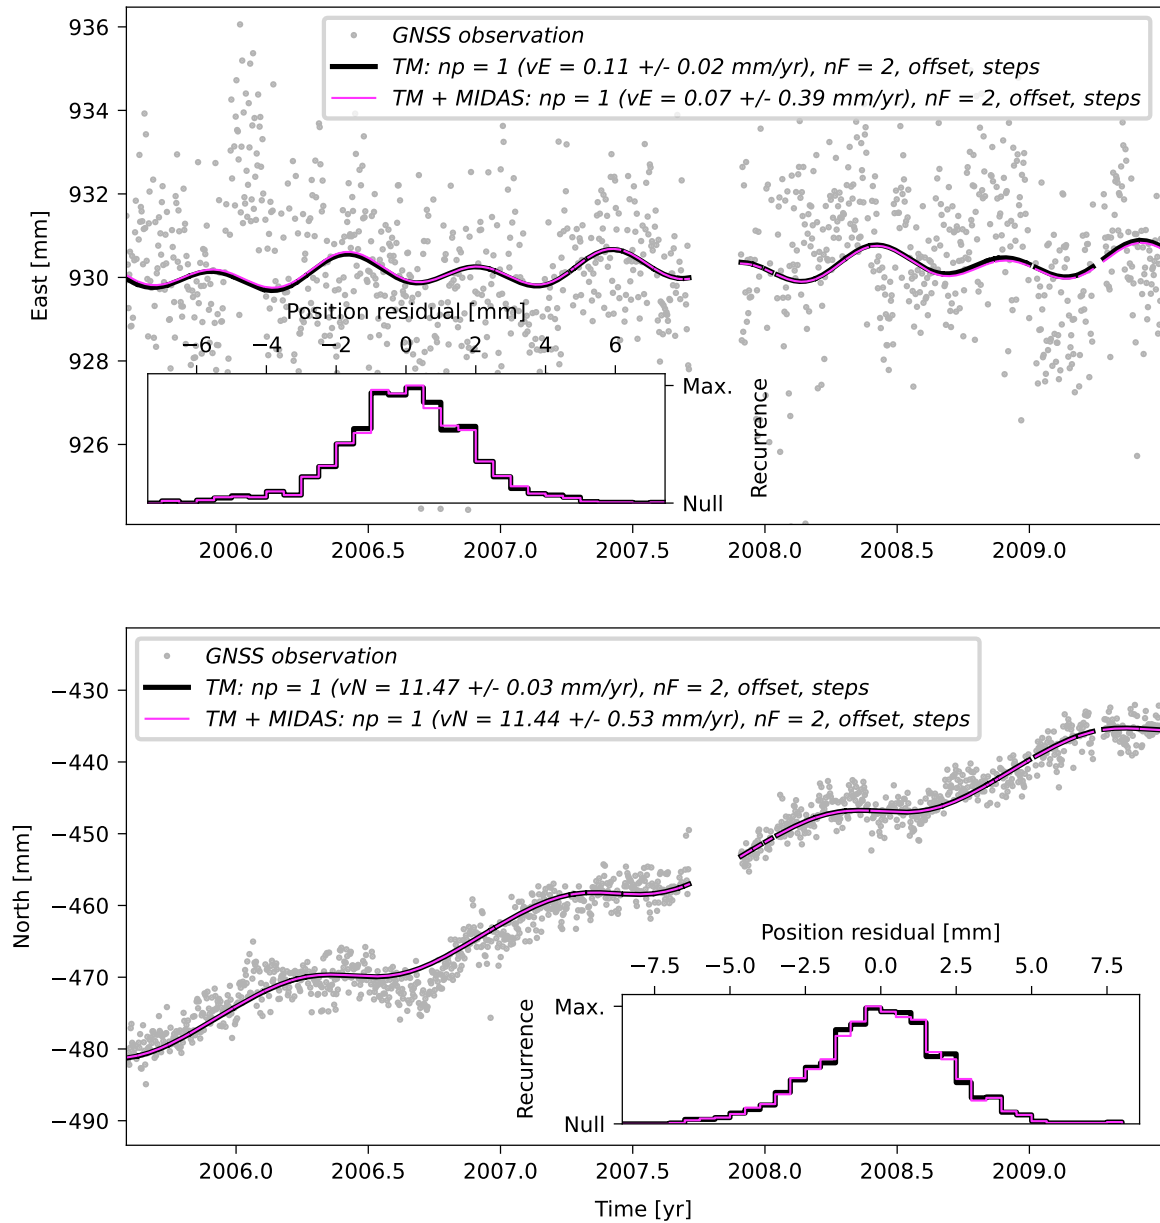 936
934
932
930
928
926
East [mm]
GNSS observation
TM: np = 1 (vE = 0.11 +/- 0.02 mm/yr), nF = 2, offset, steps
TM + MIDAS: np = 1 (vE = 0.07 +/- 0.39 mm/yr), nF = 2, offset, steps
Position residual [mm]
−6 −4 −2 0 2 4 6
Max.
Null
Recurrence
2006.0 2006.5 2007.0 2007.5 2008.0 2008.5 2009.0
−430
−440
−450
−460
−470
−480
−490
North [mm]
GNSS observation
TM: np = 1 (vN = 11.47 +/- 0.03 mm/yr), nF = 2, offset, steps
TM + MIDAS: np = 1 (vN = 11.44 +/- 0.53 mm/yr), nF = 2, offset, steps
Position residual [mm]
−7.5 −5.0 −2.5 0.0 2.5 5.0 7.5
Max.
Null
Recurrence
2006.0 2006.5 2007.0 2007.5 2008.0 2008.5 2009.0
Time [yr]